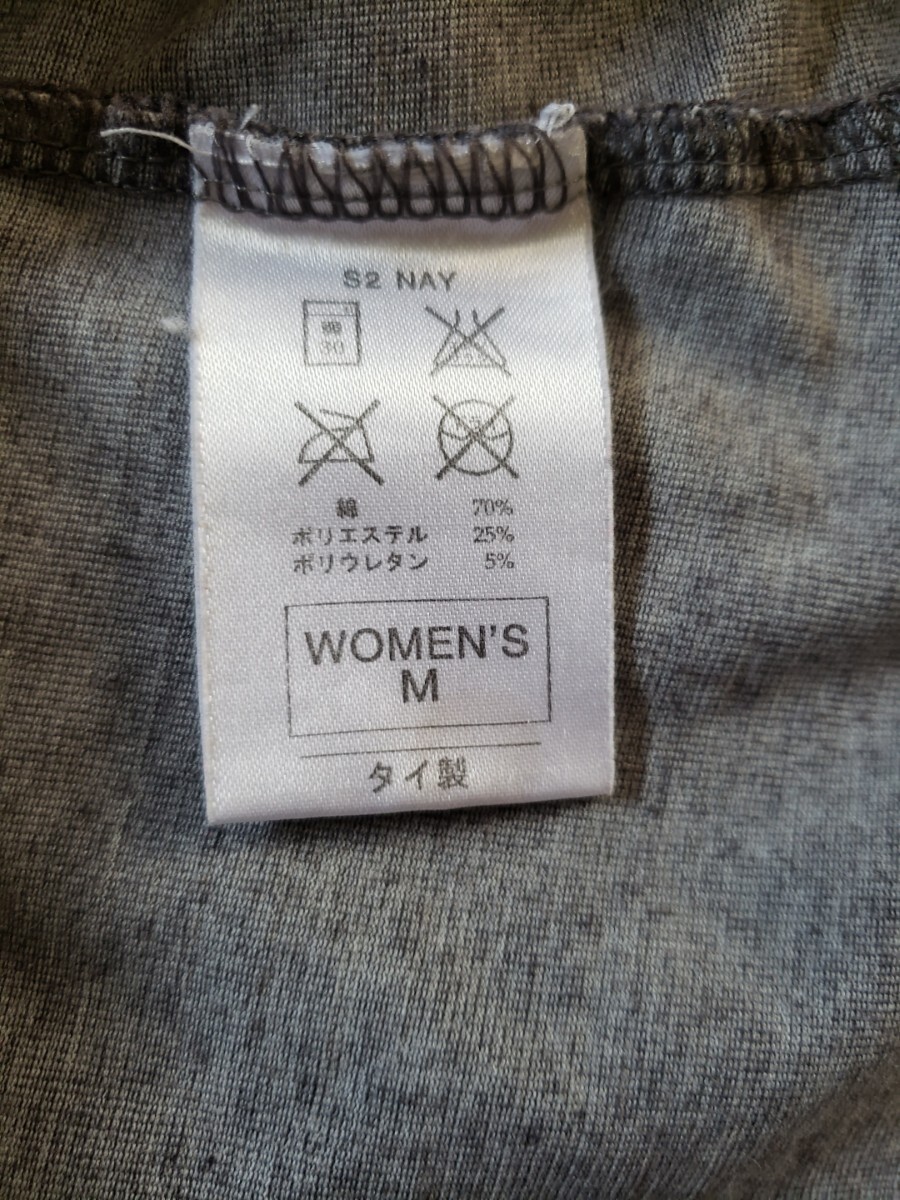 S2 NAY
30
綿 70%
ポリエステル 25%
ポリウレタン 5%
WOMEN'S
M
タイ製